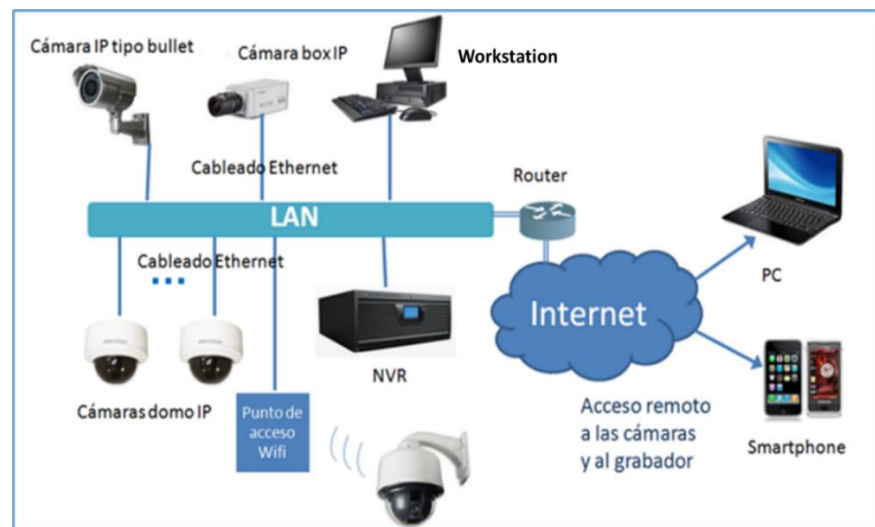 Cámara IP tipo bullet
Cámara box IP
Workstation
Cableado Ethernet
Router
LAN
Cableado Ethernet
PC
Internet
NVR
Cámaras domo IP
Punto de
acceso
Wifi
Acceso remoto
a las cámaras
y al grabador
Smartphone